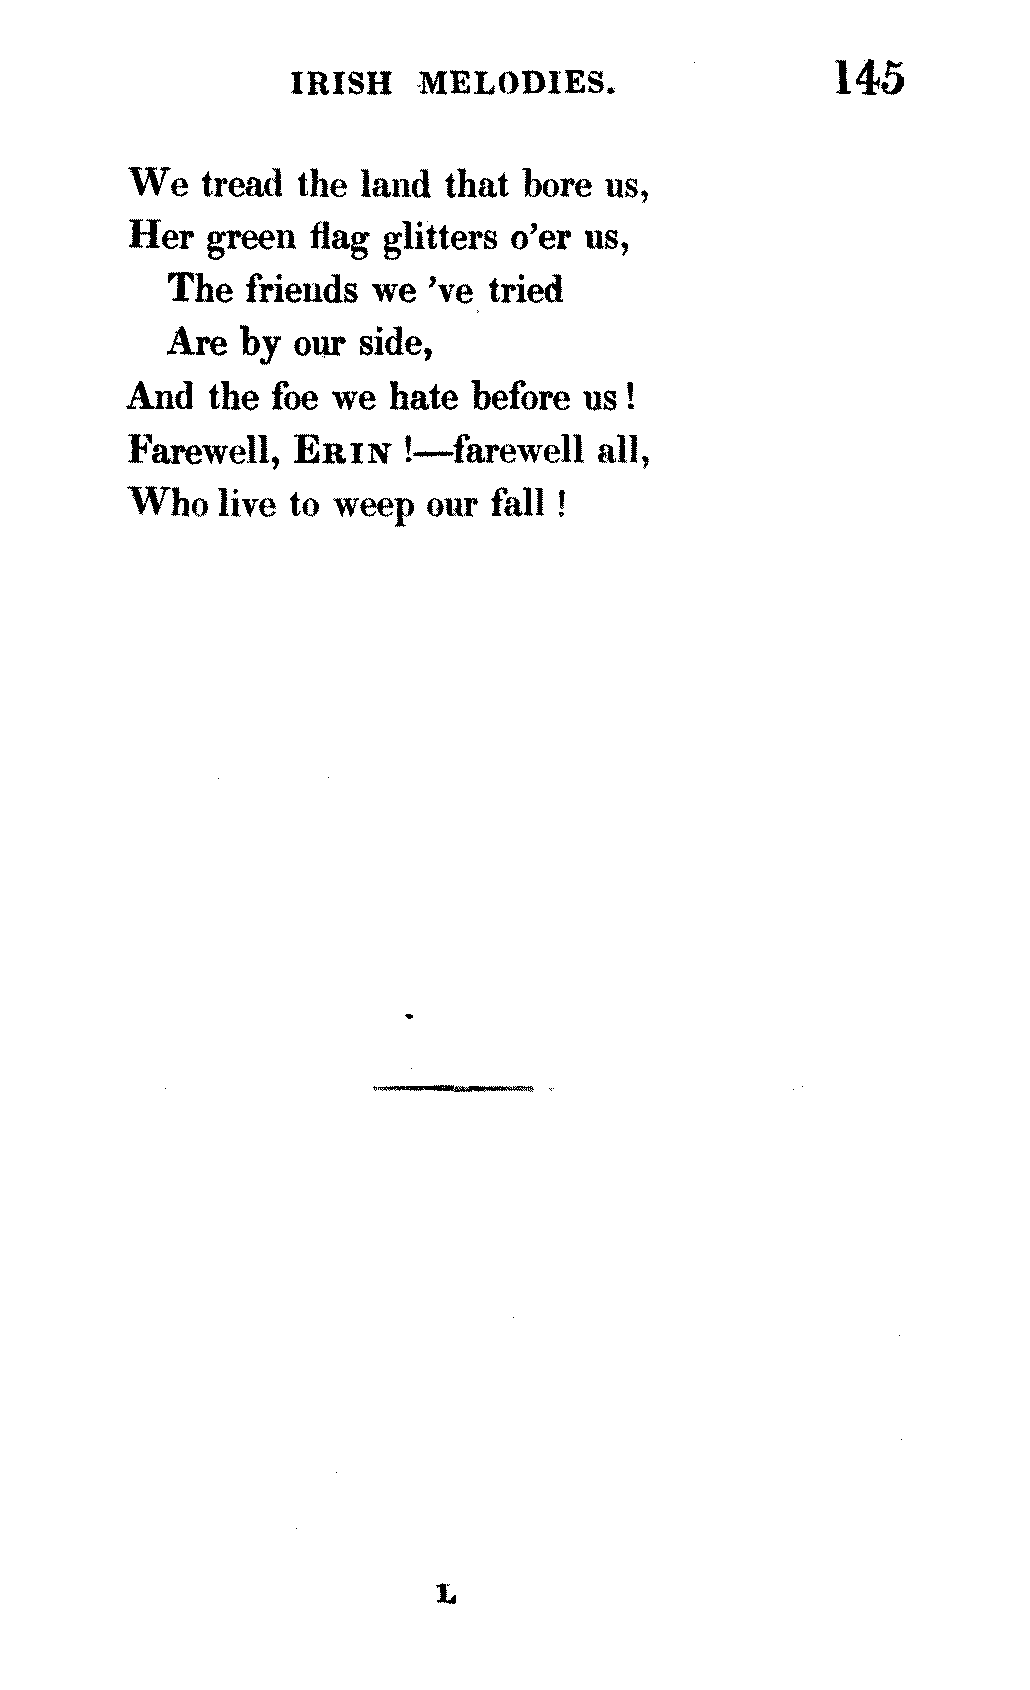 IRISH MELODIES. 145
We tread the land that bore us,
Her green flag glitters o'er us,
The friends we 've tried
Are by our side,
And the foe we hate before us !
Farewell, ERIN !—farewell all,
Who live to weep our fall !
L